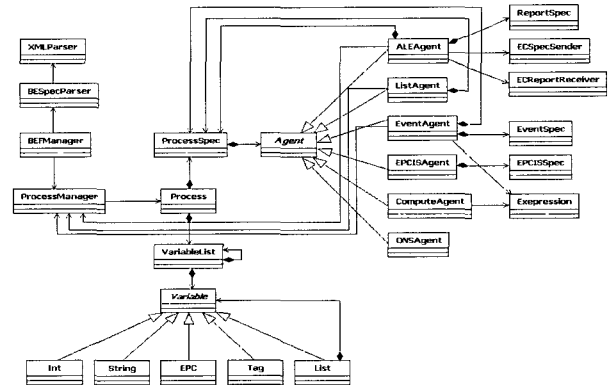 ReportSpec
XMLParser
ALEAgent
ECSpecSender
BESpecParser
ListAgent
ECReportReceiver
BEFManager
ProcessSpec
Agent
EventAgent
EventSpec
EPCISAgent
EPCISSpec
ProcessManager
Process
ComputeAgent
Exepression
ONSAgent
VariableList
Variable
Int
String
EPC
Tag
List